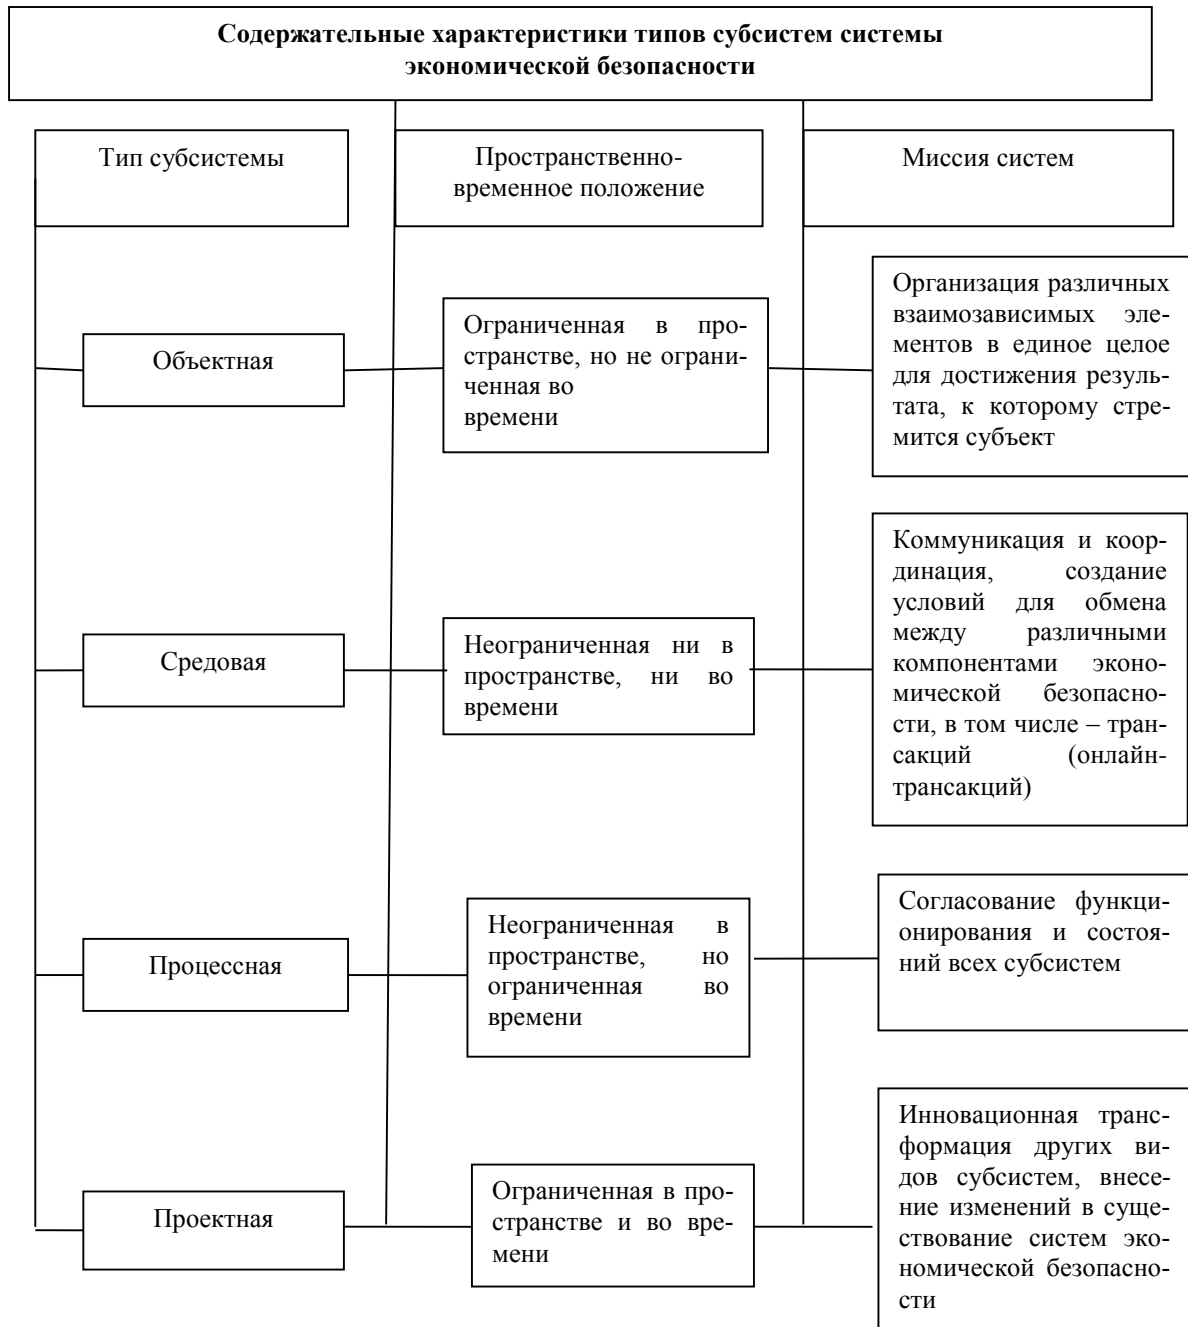 Содержательные характеристики типов субсистем системы
экономической безопасности
Тип субсистемы
Пространственно-
временное положение
Миссия систем
Объектная
Ограниченная в про-
странстве, но не ограни-
ченная во
времени
Организация различных
взаимозависимых эле-
ментов в единое целое
для достижения резуль-
тата, к которому стре-
мится субъект
Средовая
Неограниченная ни в
пространстве, ни во
времени
Коммуникация и коор-
динация, создание
условий для обмена
между различными
компонентами эконо-
мической безопасно-
сти, в том числе – тран-
сакций (онлайн-
трансакций)
Процессная
Неограниченная в
пространстве, но
ограниченная во
времени
Согласование функци-
онирования и состоя-
ний всех субсистем
Проектная
Ограниченная в про-
странстве и во вре-
мени
Инновационная транс-
формация других ви-
дов субсистем, внесе-
ние изменений в суще-
ствование систем эко-
номической безопасно-
сти